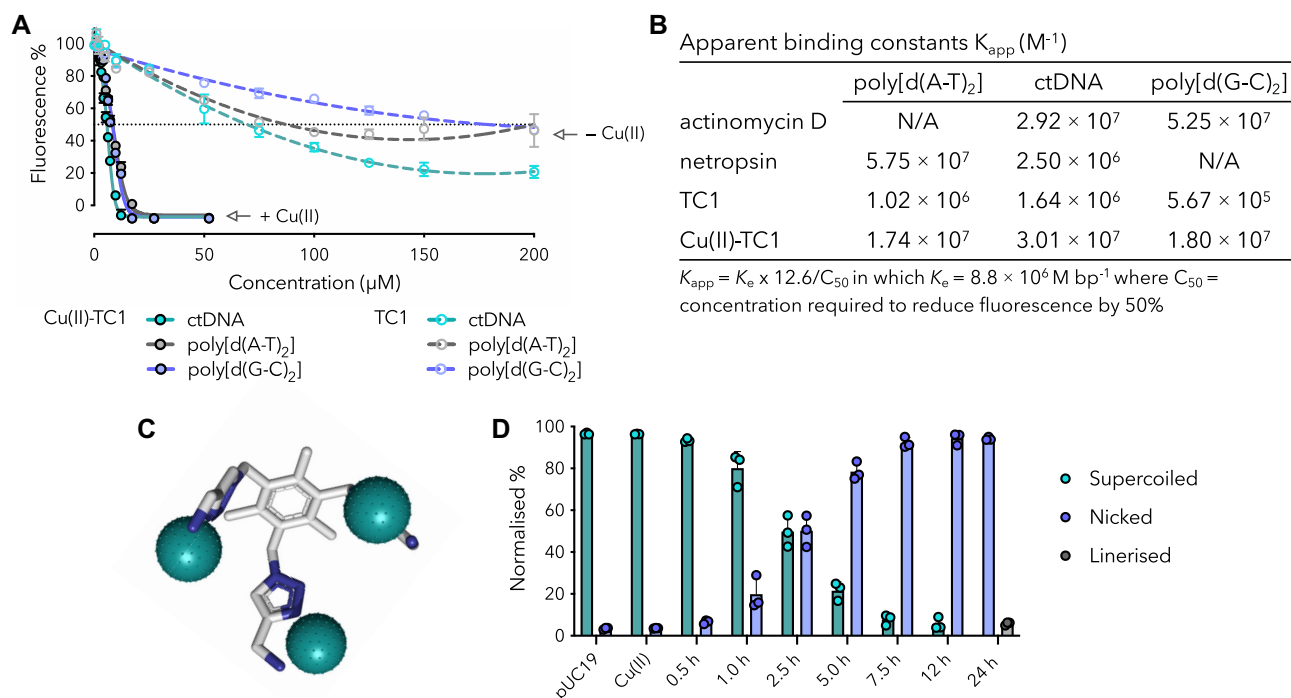 A
Fluorescence %
100
80
60
40
20
0
0 50 100 150 200
Concentration (µM)
← − Cu(II)
← + Cu(II)
Cu(II)-TC1 TC1
ctDNA ctDNA
poly[d(A-T)₂] poly[d(A-T)₂]
poly[d(G-C)₂] poly[d(G-C)₂]
B
Apparent binding constants Kapp (M⁻¹)
poly[d(A-T)₂] ctDNA poly[d(G-C)₂]
actinomycin D N/A 2.92 × 10⁷ 5.25 × 10⁷
netropsin 5.75 × 10⁷ 2.50 × 10⁶ N/A
TC1 1.02 × 10⁶ 1.64 × 10⁶ 5.67 × 10⁵
Cu(II)-TC1 1.74 × 10⁷ 3.01 × 10⁷ 1.80 × 10⁷
Kapp = Ke x 12.6/C₅₀ in which Ke = 8.8 × 10⁶ M bp⁻¹ where C₅₀ =
concentration required to reduce fluorescence by 50%
C
D
Normalised %
100
80
60
40
20
0
pUC19 Cu(II) 0.5 h 1.0 h 2.5 h 5.0 h 7.5 h 12 h 24 h
Supercoiled
Nicked
Linerised